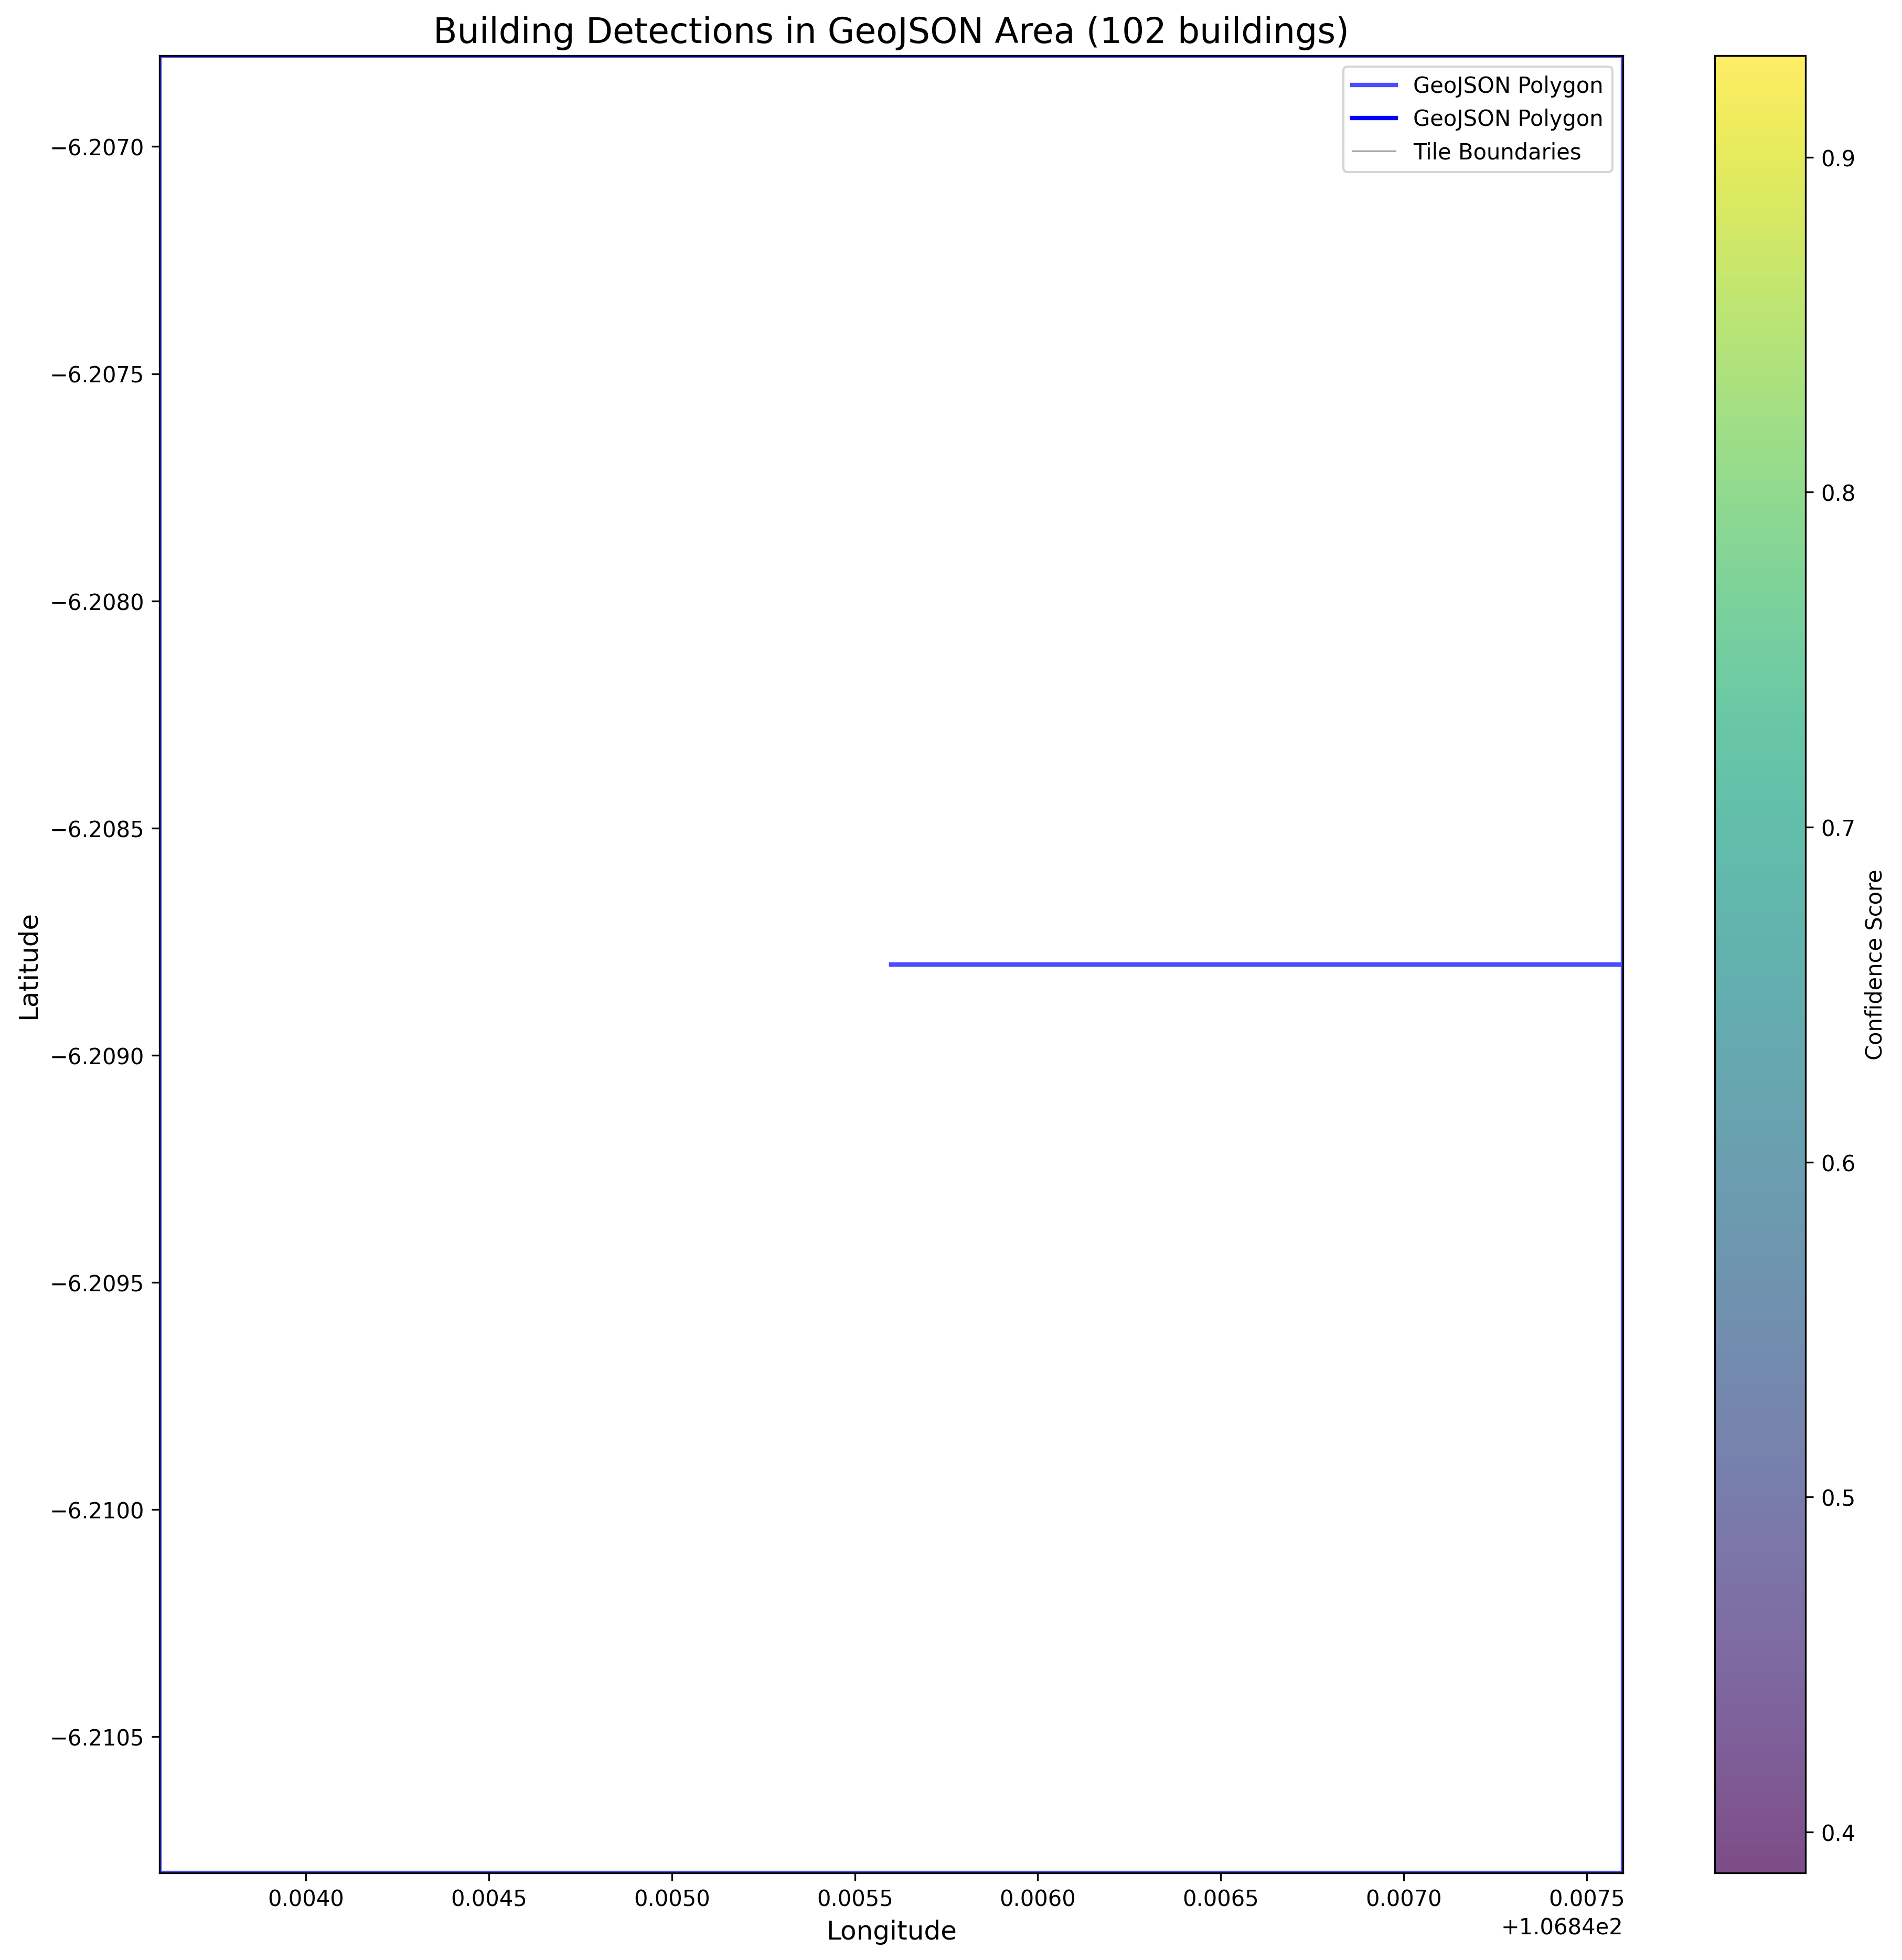 Building Detections in GeoJSON Area (102 buildings)
GeoJSON Polygon
GeoJSON Polygon
Tile Boundaries
−6.2070
−6.2075
−6.2080
−6.2085
−6.2090
−6.2095
−6.2100
−6.2105
Latitude
0.0040
0.0045
0.0050
0.0055
0.0060
0.0065
0.0070
0.0075
+1.0684e2
Longitude
0.9
0.8
0.7
0.6
0.5
0.4
Confidence Score